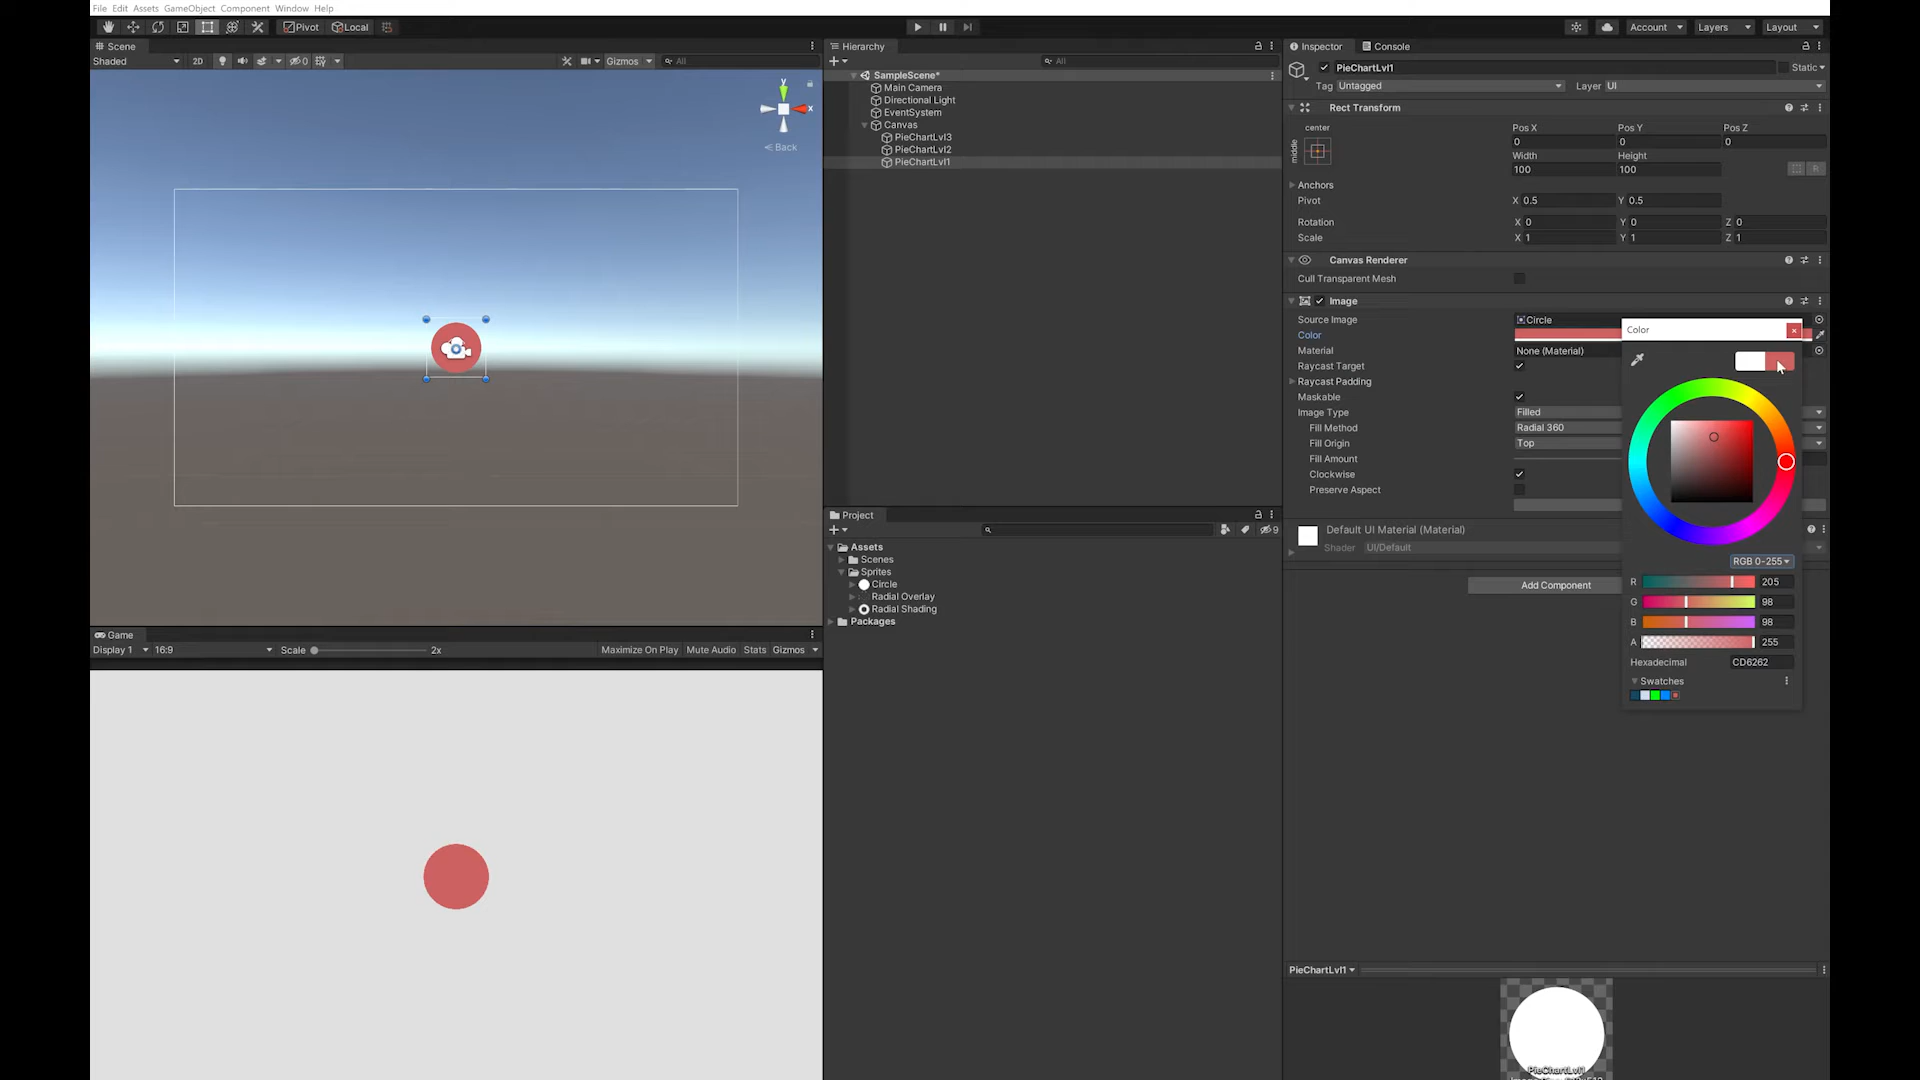 File Edit Assets GameObject Component Window Help
Pivot Local Account Layers Layout
Scene
Shaded 2D 0 Gizmos All
y
x
Back
Game
Display 1 16:9 Scale 2x Maximize On Play Mute Audio Stats Gizmos
Hierarchy
All
SampleScene*
Main Camera
Directional Light
EventSystem
Canvas
PieChartLvl3
PieChartLvl2
PieChartLvl1
Project
9
Assets
Scenes
Sprites
Circle
Radial Overlay
Radial Shading
Packages
Inspector Console
PieChartLvl1 Static
Tag Untagged Layer UI
Rect Transform
center
middle
Pos X Pos Y Pos Z
0 0 0
Width Height
100 100
R
Anchors
Pivot X 0.5 Y 0.5
Rotation X 0 Y 0 Z 0
Scale X 1 Y 1 Z 1
Canvas Renderer
Cull Transparent Mesh
Image
Source Image Circle
Color
Material None (Material)
Raycast Target
Raycast Padding
Maskable
Image Type Filled
Fill Method Radial 360
Fill Origin Top
Fill Amount
Clockwise
Preserve Aspect
Default UI Material (Material)
Shader UI/Default
Add Component
Color
RGB 0-255
R 205
G 98
B 98
A 255
Hexadecimal CD6262
Swatches
PieChartLvl1
PieChartLvl1